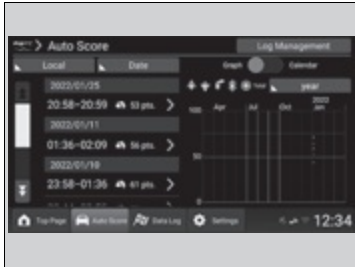 > Auto Score
Log Management
Local
Date
Graph
Calendar
2022/01/25
20:58-20:59 53 pts. >
2022/01/11
01:36-02:09 56 pts. >
2022/01/10
23:58-01:36 61 pts. >
year
100
Apr
Jul
Oct
2022
Jan
50
0
Top Page
Auto Score
Data Log
Settings
12:34